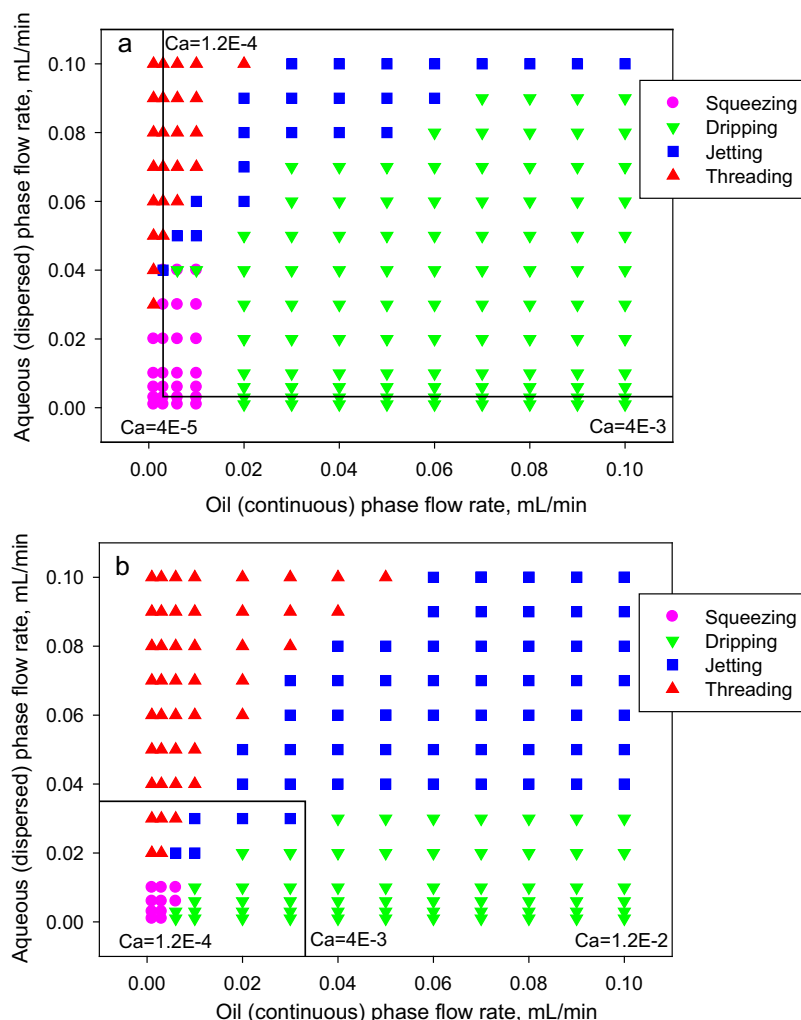 a
Ca=1.2E-4
Aqueous (dispersed) phase flow rate, mL/min
0.10
0.08
0.06
0.04
0.02
0.00
Squeezing
Dripping
Jetting
Threading
Ca=4E-5
Ca=4E-3
0.00 0.02 0.04 0.06 0.08 0.10
Oil (continuous) phase flow rate, mL/min
b
Aqueous (dispersed) phase flow rate, mL/min
0.10
0.08
0.06
0.04
0.02
0.00
Squeezing
Dripping
Jetting
Threading
Ca=1.2E-4
Ca=4E-3
Ca=1.2E-2
0.00 0.02 0.04 0.06 0.08 0.10
Oil (continuous) phase flow rate, mL/min